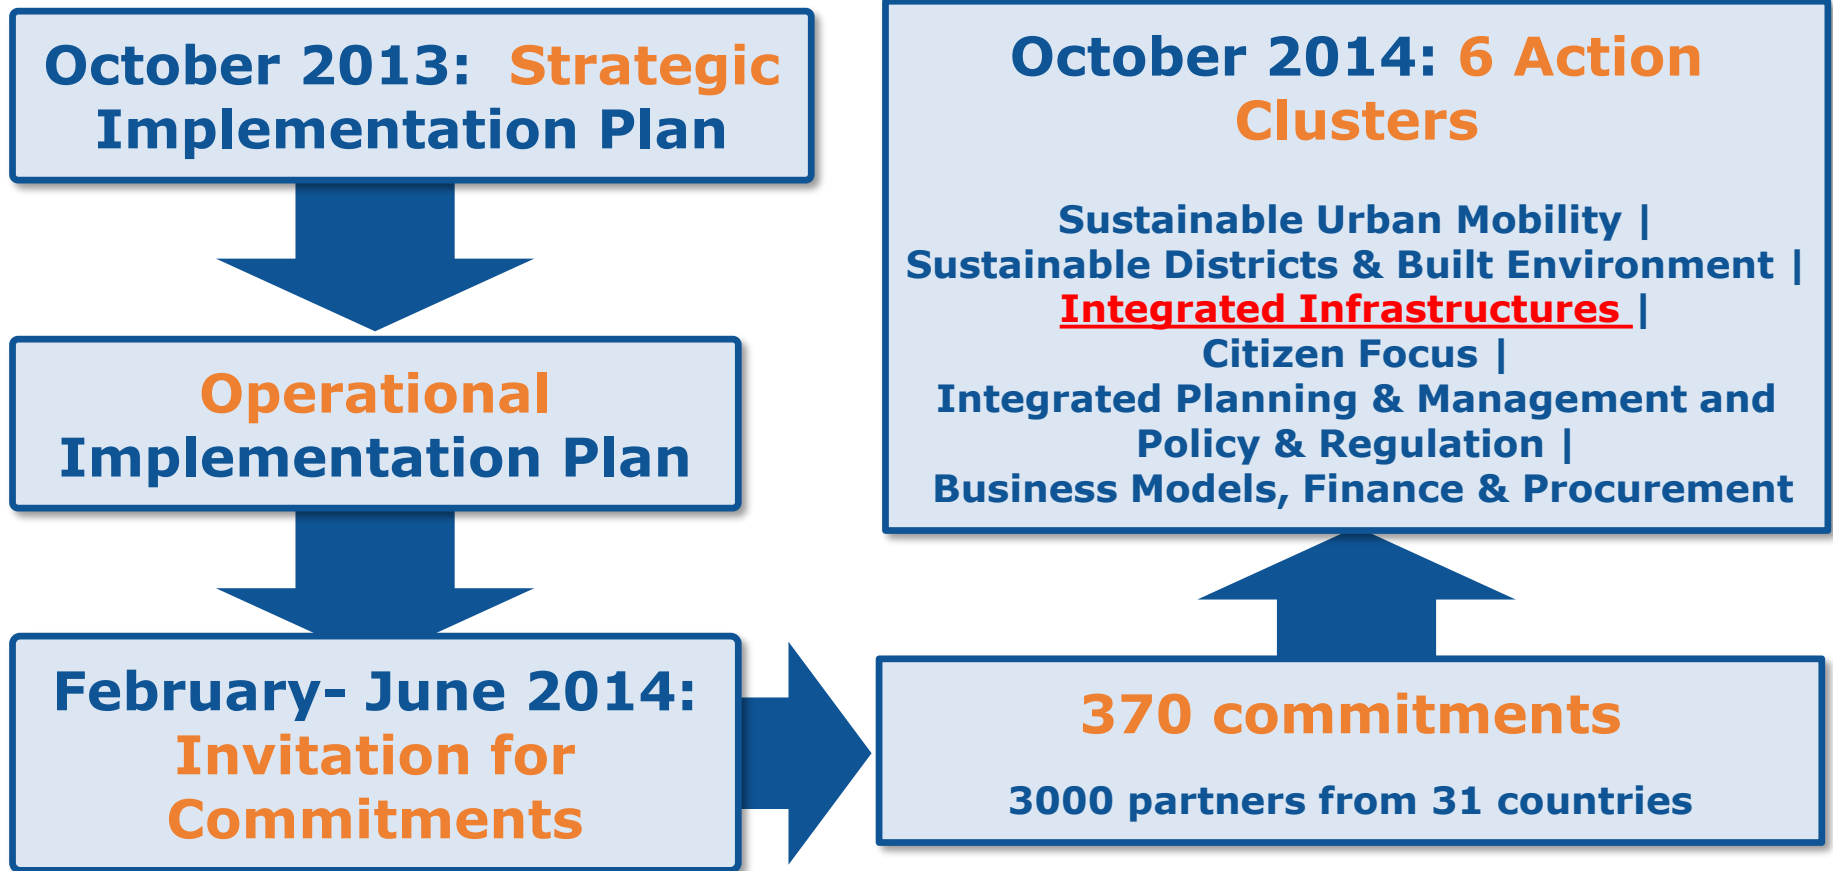 October 2013: Strategic
Implementation Plan
Operational
Implementation Plan
February- June 2014:
Invitation for
Commitments
370 commitments
3000 partners from 31 countries
October 2014: 6 Action
Clusters
Sustainable Urban Mobility |
Sustainable Districts & Built Environment |
Integrated Infrastructures |
Citizen Focus |
Integrated Planning & Management and
Policy & Regulation |
Business Models, Finance & Procurement